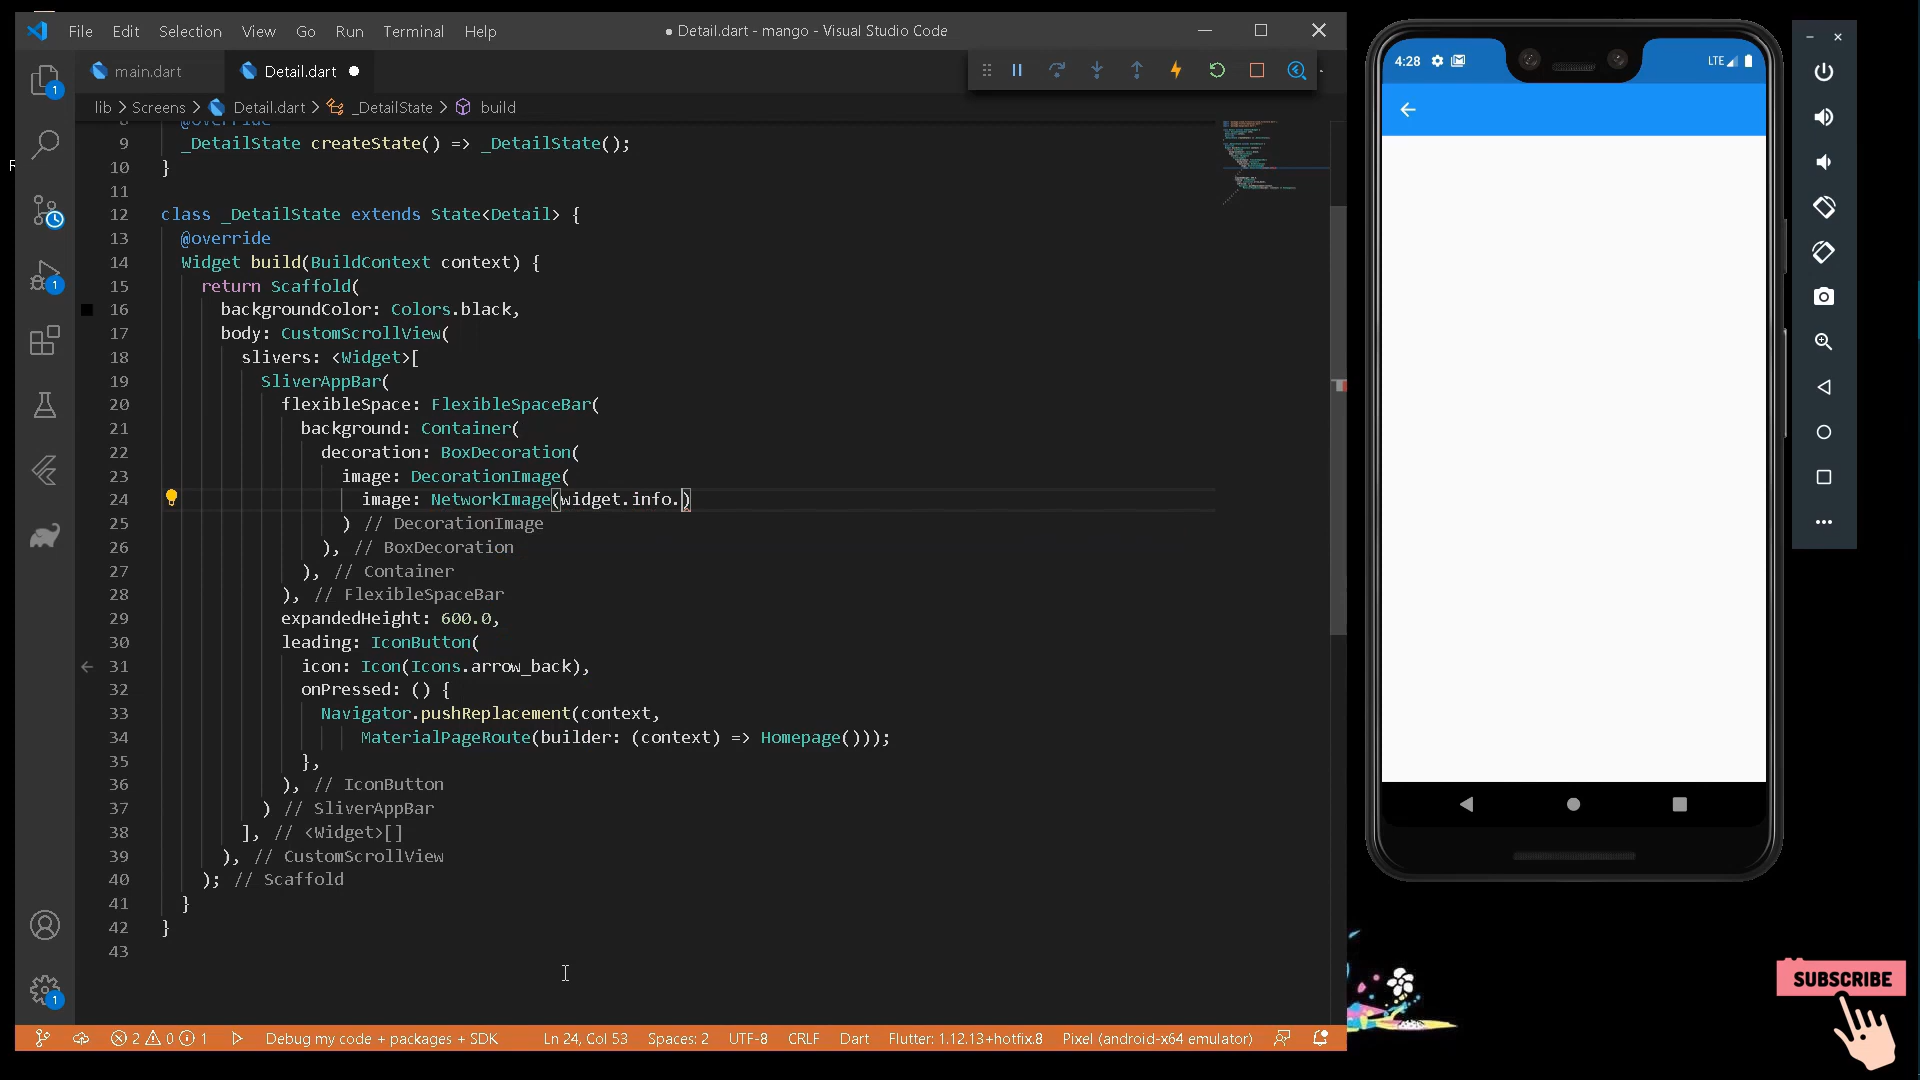 File Edit Selection View Go Run Terminal Help ● Detail.dart - mango - Visual Studio Code
main.dart Detail.dart ●
lib > Screens > Detail.dart > _DetailState > build
8 @override
9 _DetailState createState() => _DetailState();
10 }
11
12 class _DetailState extends State<Detail> {
13 @override
14 Widget build(BuildContext context) {
15 return Scaffold(
16 backgroundColor: Colors.black,
17 body: CustomScrollView(
18 slivers: <Widget>[
19 SliverAppBar(
20 flexibleSpace: FlexibleSpaceBar(
21 background: Container(
22 decoration: BoxDecoration(
23 image: DecorationImage(
24 image: NetworkImage(widget.info.)
25 ) // DecorationImage
26 ), // BoxDecoration
27 ), // Container
28 ), // FlexibleSpaceBar
29 expandedHeight: 600.0,
30 leading: IconButton(
31 icon: Icon(Icons.arrow_back),
32 onPressed: () {
33 Navigator.pushReplacement(context,
34 MaterialPageRoute(builder: (context) => Homepage()));
35 },
36 ), // IconButton
37 ) // SliverAppBar
38 ], // <Widget>[]
39 ), // CustomScrollView
40 ); // Scaffold
41 }
42 }
43
1
1
1
2 0 1 Debug my code + packages + SDK Ln 24, Col 53 Spaces: 2 UTF-8 CRLF Dart Flutter: 1.12.13+hotfix.8 Pixel (android-x64 emulator)
4:28 LTE
SUBSCRIBE